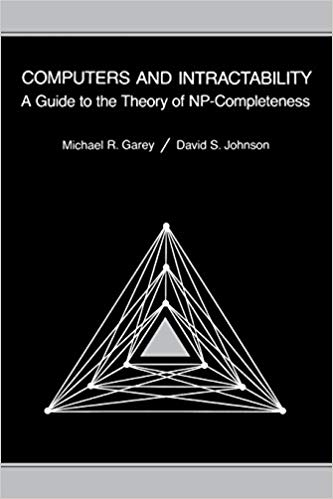 COMPUTERS AND INTRACTABILITY
A Guide to the Theory of NP-Completeness
Michael R. Garey / David S. Johnson